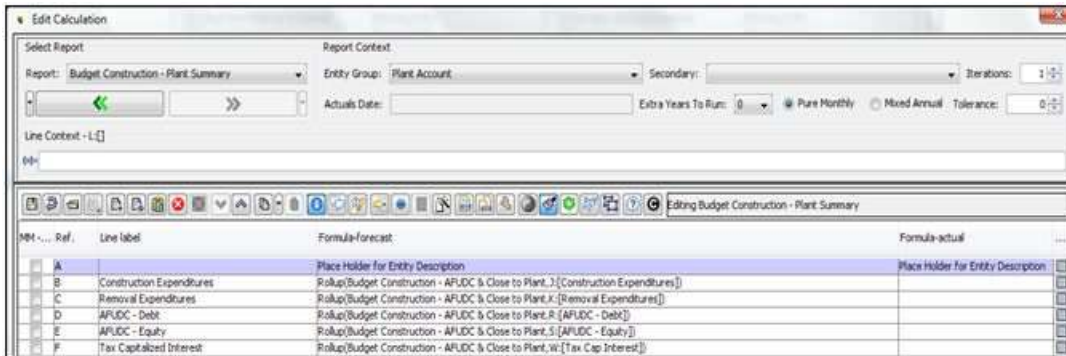 Edit Calculation
Select Report
Report Context
Report: Budget Construction - Plant Summary
Entity Group: Plant Account
Secondary:
Iterations: 1
Actuals Date:
Extra Years To Run: 0
Pure Monthly
Mixed Annual
Tolerance: 0
Line Context - L:[]
Editing Budget Construction - Plant Summary
MM -... Ref. Line label Formula-forecast Formula-actual ...
A Place Holder for Entity Description Place Holder for Entity Description
B Construction Expenditures Rollup(Budget Construction - AFUDC & Close to Plant,J:[Construction Expenditures])
C Removal Expenditures Rollup(Budget Construction - AFUDC & Close to Plant,K:[Removal Expenditures])
D AFUDC - Debt Rollup(Budget Construction - AFUDC & Close to Plant,R:[AFUDC - Debt])
E AFUDC - Equity Rollup(Budget Construction - AFUDC & Close to Plant,S:[AFUDC - Equity])
F Tax Capitalized Interest Rollup(Budget Construction - AFUDC & Close to Plant,W:[Tax Cap Interest])